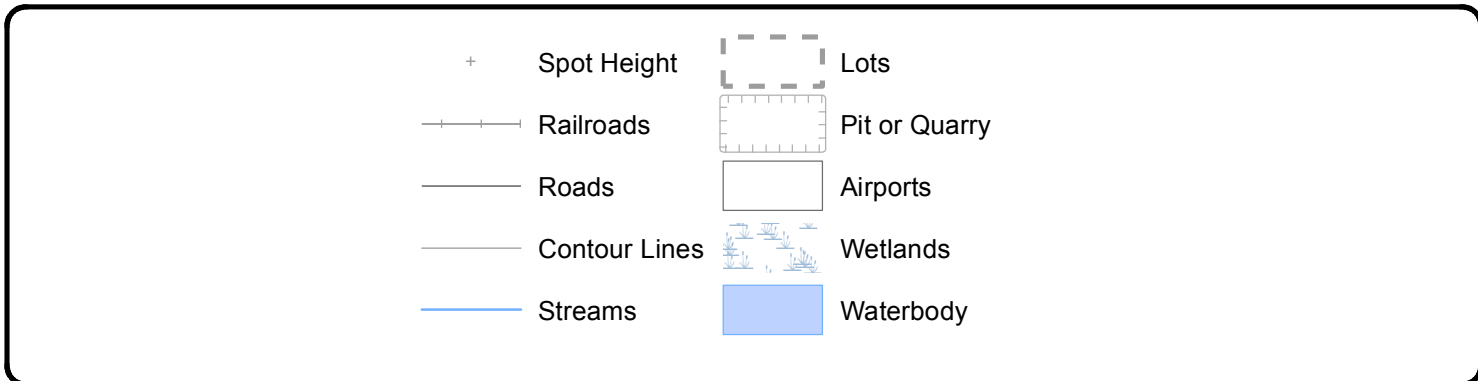 Spot Height
Railroads
Roads
Contour Lines
Streams
Lots
Pit or Quarry
Airports
Wetlands
Waterbody